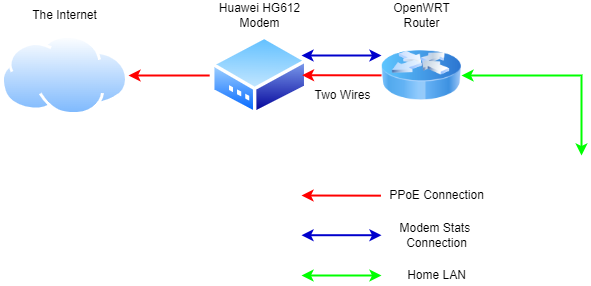 The Internet
Huawei HG612
Modem
OpenWRT
Router
Two Wires
PPoE Connection
Modem Stats
Connection
Home LAN